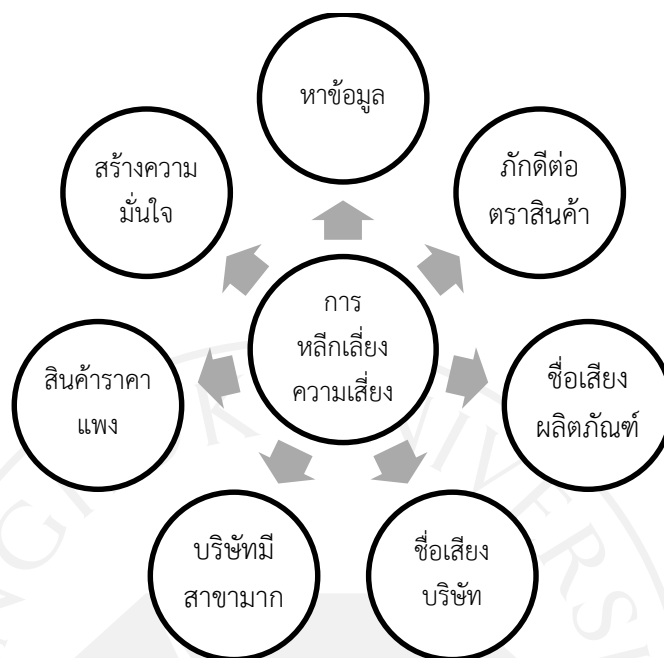 หาข้อมูล
ภักดีต่อ
ตราสินค้า
ชื่อเสียง
ผลิตภัณฑ์
ชื่อเสียง
บริษัท
บริษัทมี
สาขามาก
สินค้าราคา
แพง
สร้างความ
มั่นใจ
การ
หลีกเลี่ยง
ความเสี่ยง